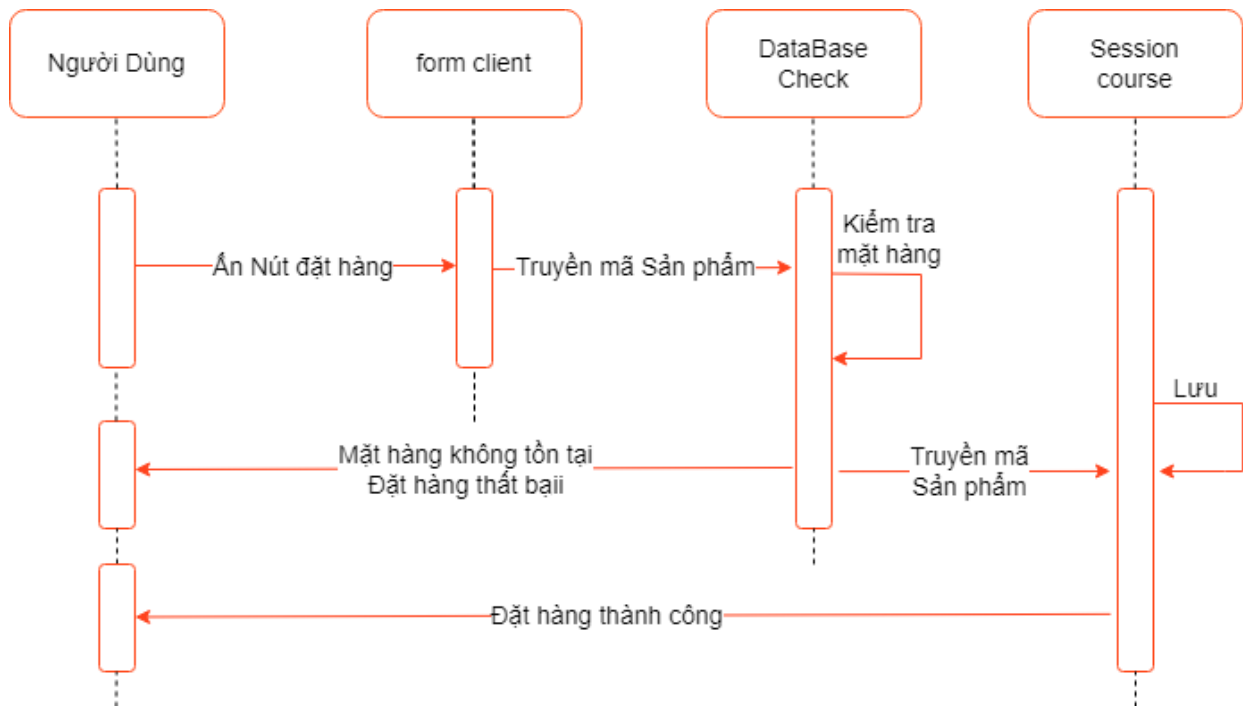 Người Dùng
form client
DataBase
Check
Session
course
Kiểm tra
mặt hàng
Ấn Nút đặt hàng
Truyền mã Sản phẩm
Lưu
Mặt hàng không tồn tại
Đặt hàng thất bạii
Truyền mã
Sản phẩm
Đặt hàng thành công